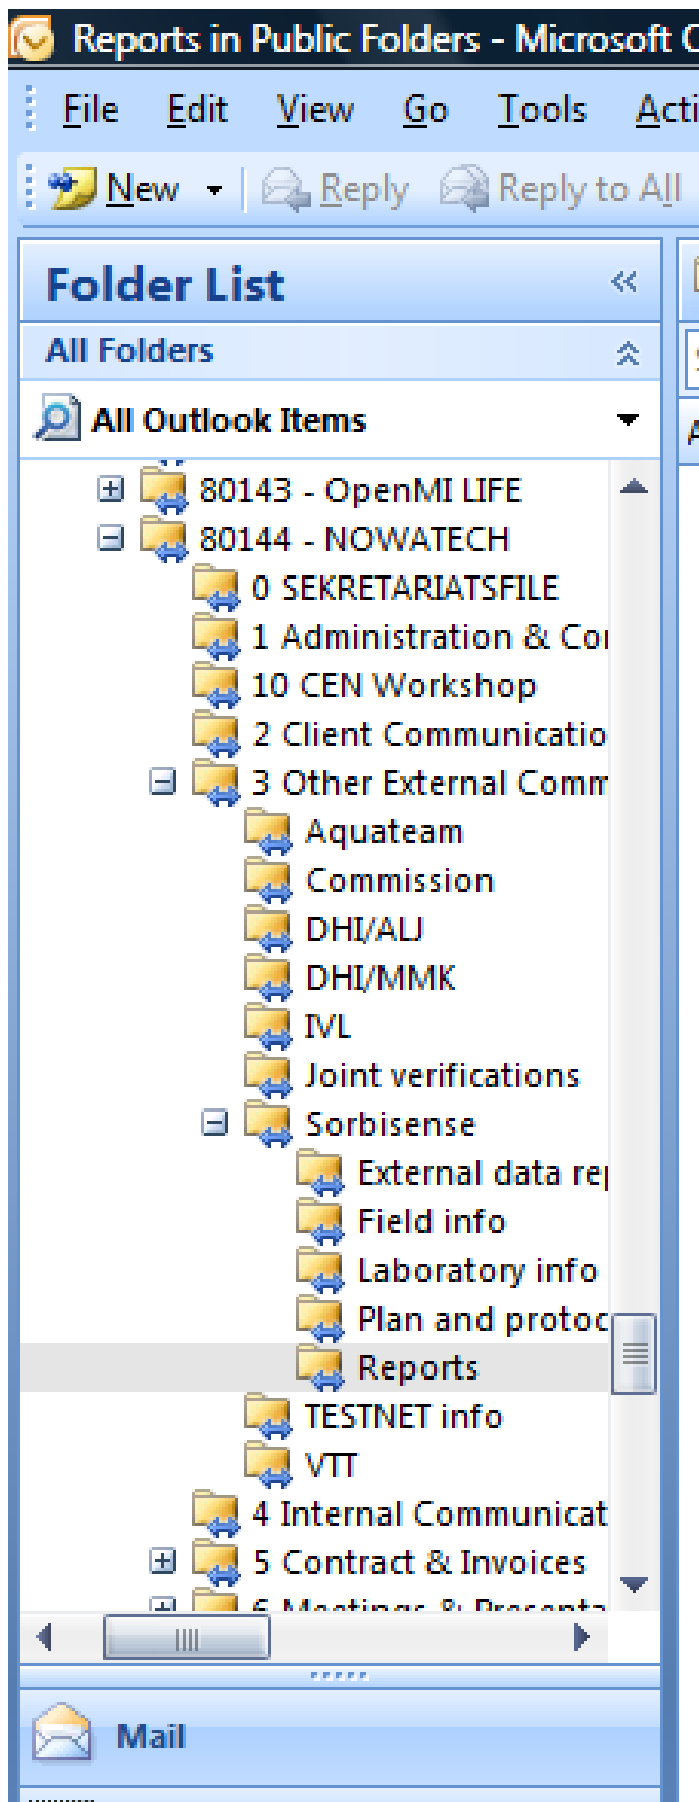 Reports in Public Folders - Microsoft
File Edit View Go Tools
New Reply Reply to All
Folder List
All Folders
All Outlook Items
80143 - OpenMI LIFE
80144 - NOWATECH
0 SEKRETARIATSFILE
1 Administration &
10 CEN Workshop
2 Client Communicatio
3 Other External Comm
Aquateam
Commission
DHI/ALJ
DHI/MMK
IVL
Joint verifications
Sorbisense
External data
Field info
Laboratory info
Plan and protoc
Reports
TESTNET info
VTT
4 Internal Communicat
5 Contract & Invoices
6 Meetings & Presenta
Mail